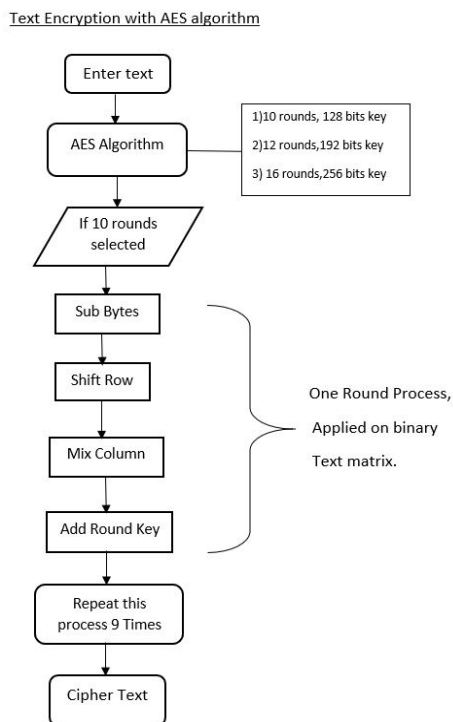 Text Encryption with AES algorithm
Enter text
AES Algorithm
1)10 rounds, 128 bits key
2)12 rounds,192 bits key
3) 16 rounds,256 bits key
If 10 rounds
selected
Sub Bytes
Shift Row
Mix Column
Add Round Key
One Round Process,
Applied on binary
Text matrix.
Repeat this
process 9 Times
Cipher Text